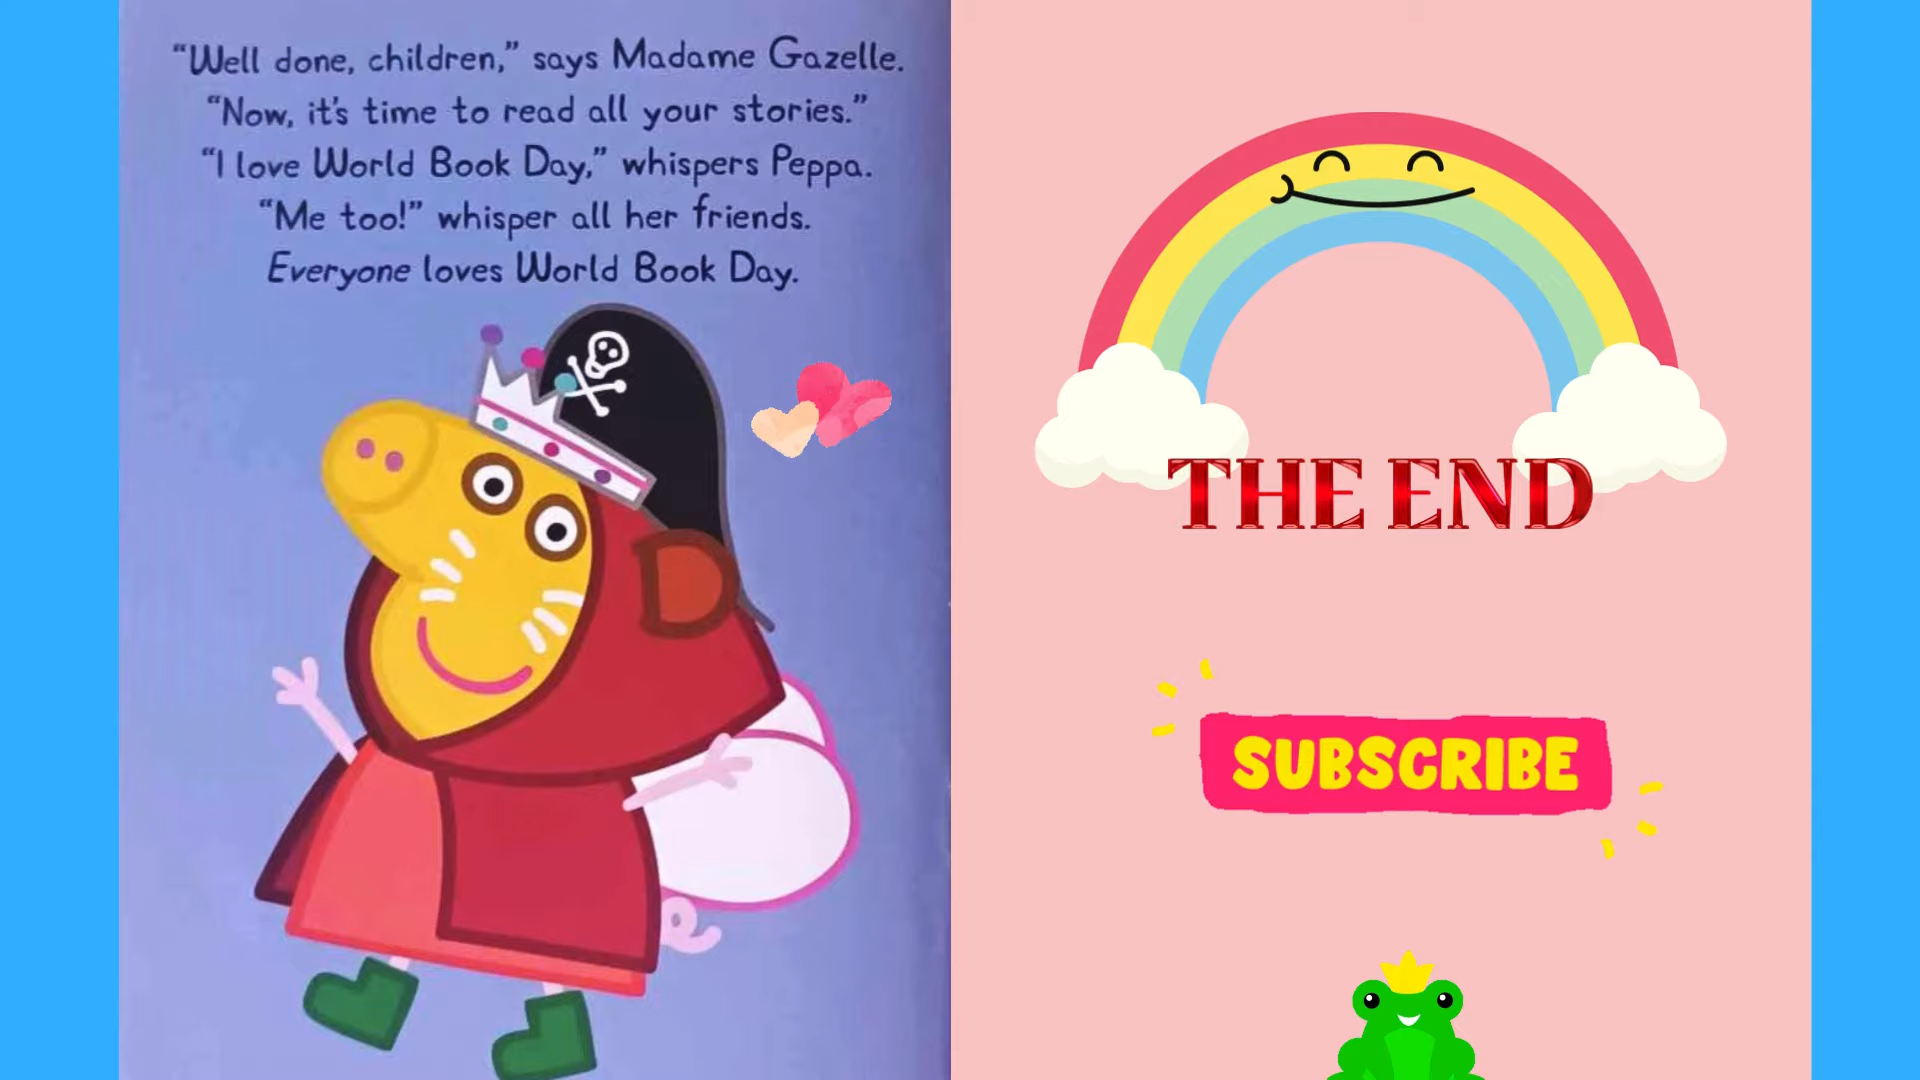 “Well done, children,” says Madame Gazelle.
“Now, it’s time to read all your stories.”
“I love World Book Day,” whispers Peppa.
“Me too!” whisper all her friends.
Everyone loves World Book Day.
THE END
SUBSCRIBE